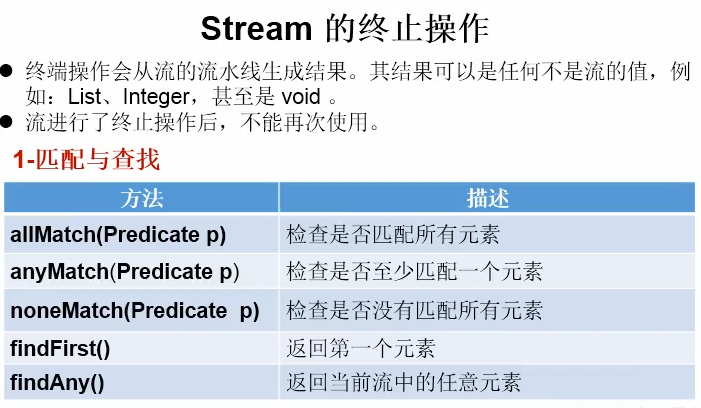 Stream 的终止操作
● 终端操作会从流的流水线生成结果。其结果可以是任何不是流的值，例
如：List、Integer，甚至是 void 。
● 流进行了终止操作后，不能再次使用。
1-匹配与查找
方法 描述
allMatch(Predicate p) 检查是否匹配所有元素
anyMatch(Predicate p) 检查是否至少匹配一个元素
noneMatch(Predicate p) 检查是否没有匹配所有元素
findFirst() 返回第一个元素
findAny() 返回当前流中的任意元素